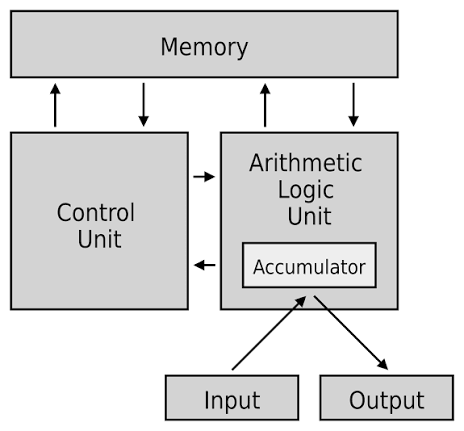 Memory
Control
Unit
Arithmetic
Logic
Unit
Accumulator
Input
Output